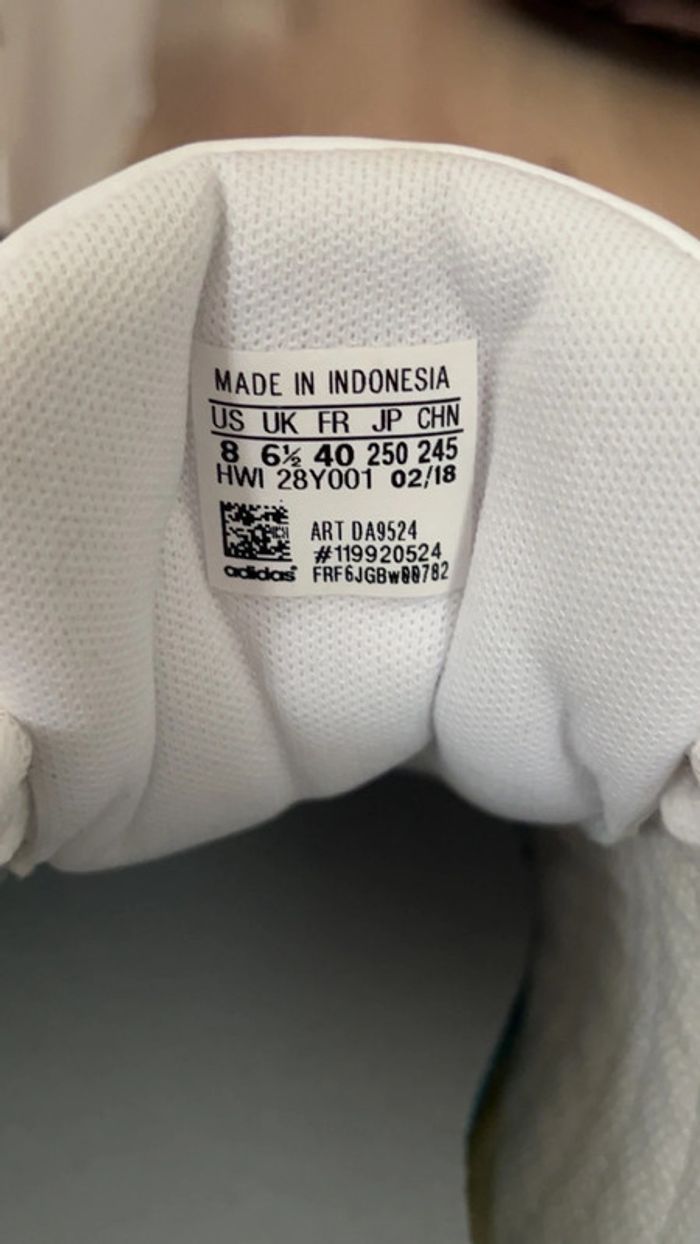 MADE IN INDONESIA
US UK FR JP CHN
8 6½ 40 250 245
HWI 28Y001 02/18
ART DA9524
#119920524
adidas FRF6JGBw00782